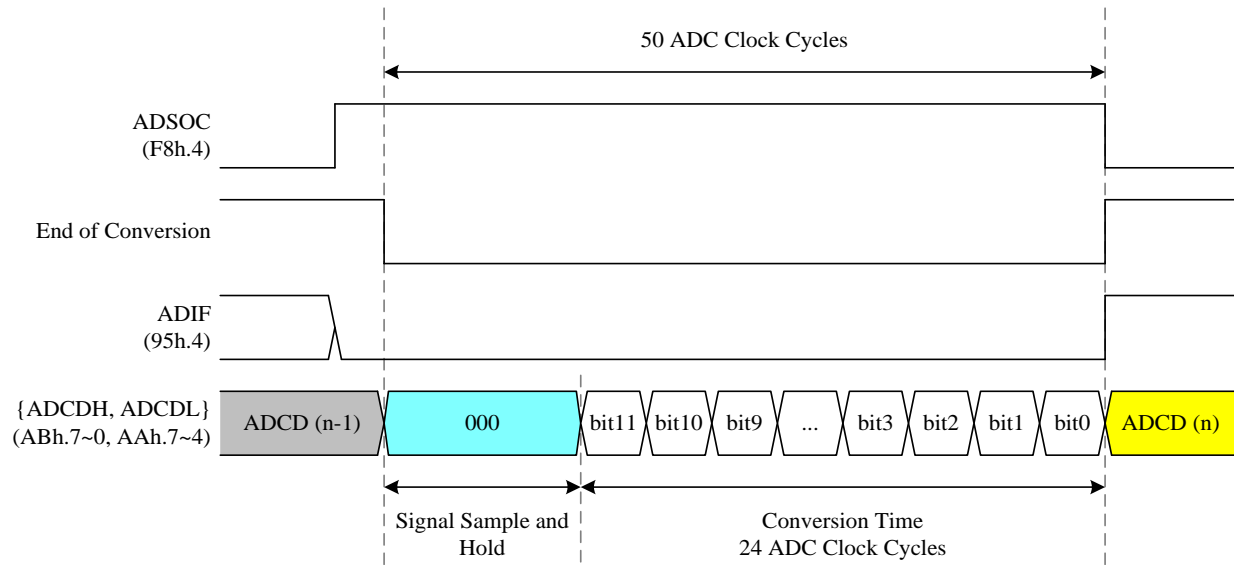 50 ADC Clock Cycles
ADSOC
(F8h.4)
End of Conversion
ADIF
(95h.4)
{ADCDH, ADCDL}
(ABh.7~0, AAh.7~4)
ADCD (n-1)
000
bit11
bit10
bit9
...
bit3
bit2
bit1
bit0
ADCD (n)
Signal Sample and
Hold
Conversion Time
24 ADC Clock Cycles